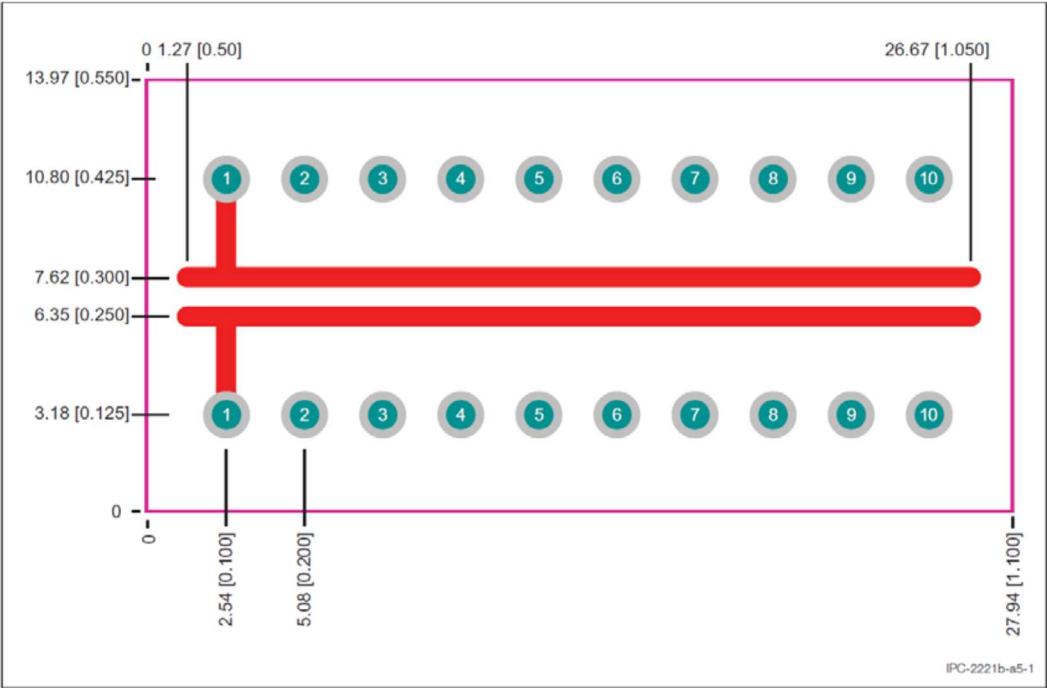 0 1.27 [0.50] 26.67 [1.050]
13.97 [0.550]
10.80 [0.425]
1 2 3 4 5 6 7 8 9 10
7.62 [0.300]
6.35 [0.250]
3.18 [0.125]
1 2 3 4 5 6 7 8 9 10
0
0
2.54 [0.100]
5.08 [0.200]
27.94 [1.100]
IPC-2221b-a5-1